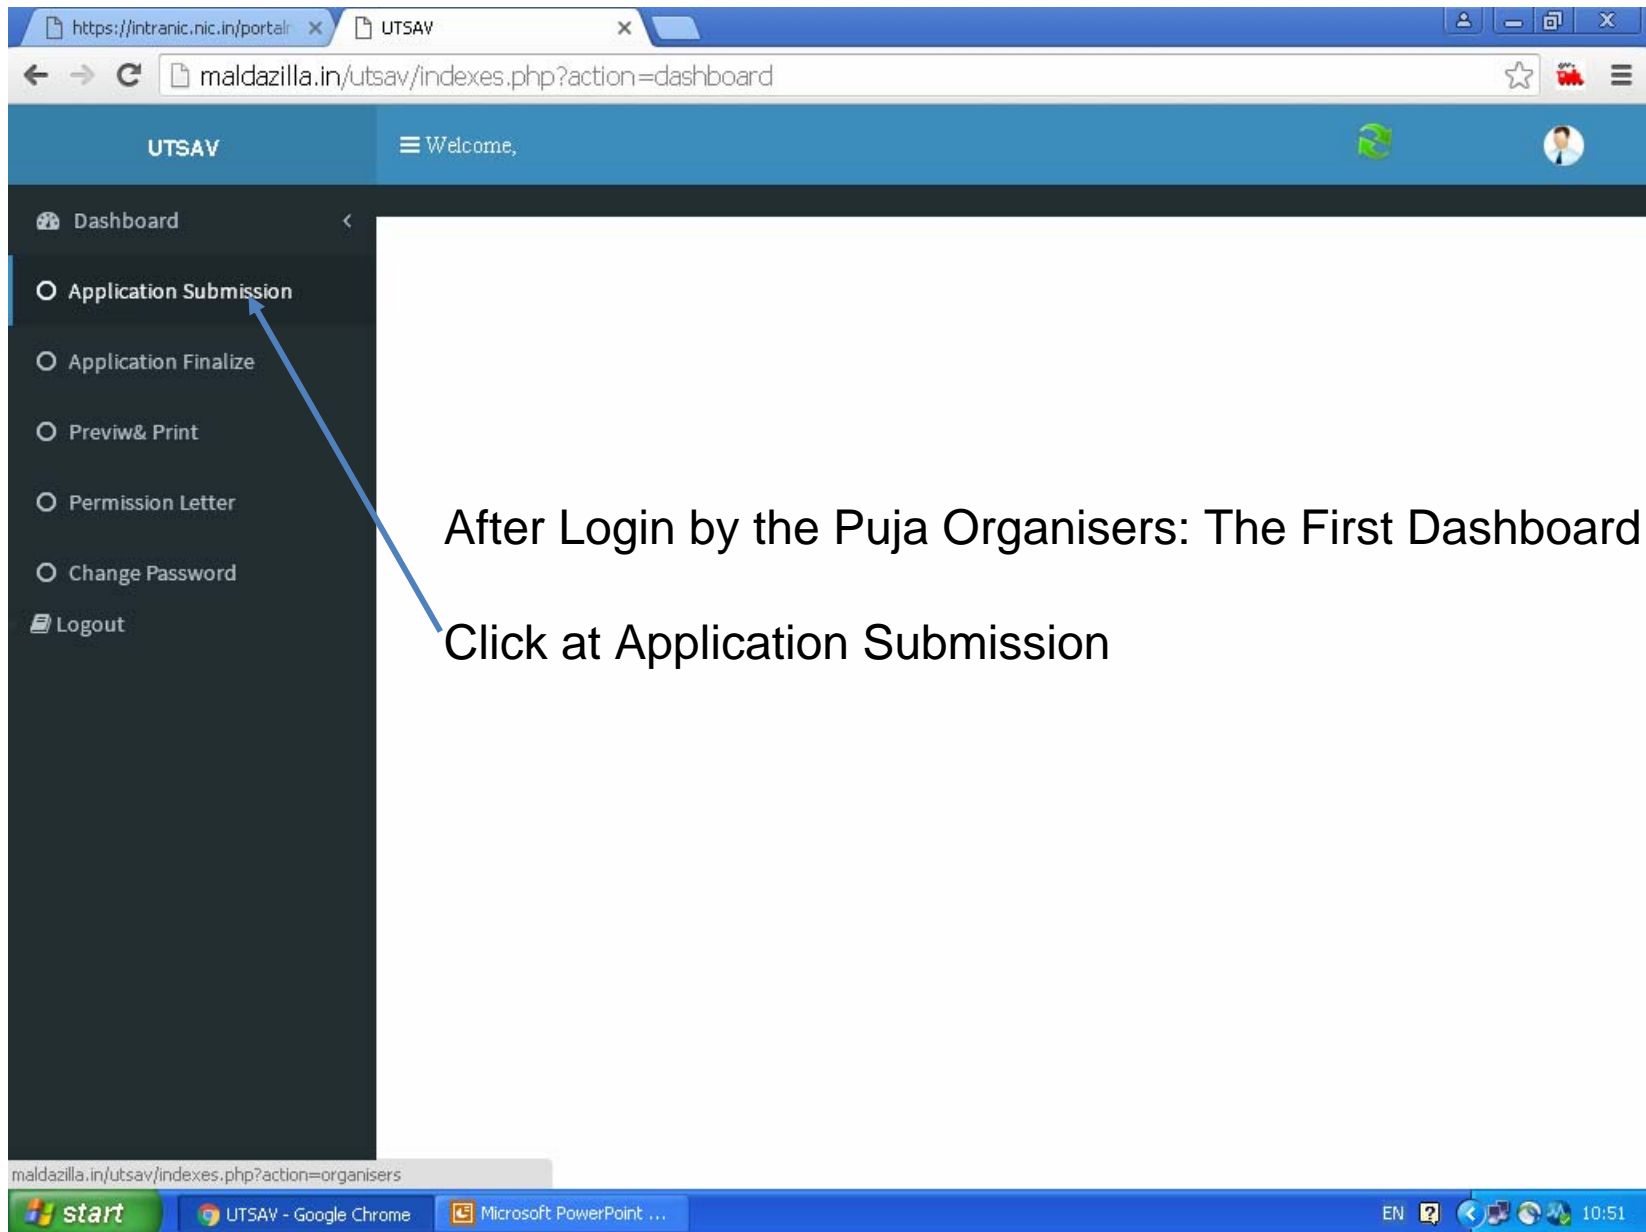 https://intranic.nic.in/portal
UTSAV
maldazilla.in/utsav/indexes.php?action=dashboard
UTSAV
Welcome,
Dashboard
Application Submission
Application Finalize
Previw& Print
Permission Letter
Change Password
Logout
After Login by the Puja Organisers: The First Dashboard
Click at Application Submission
maldazilla.in/utsav/indexes.php?action=organisers
start
UTSAV - Google Chrome
Microsoft PowerPoint ...
EN
10:51